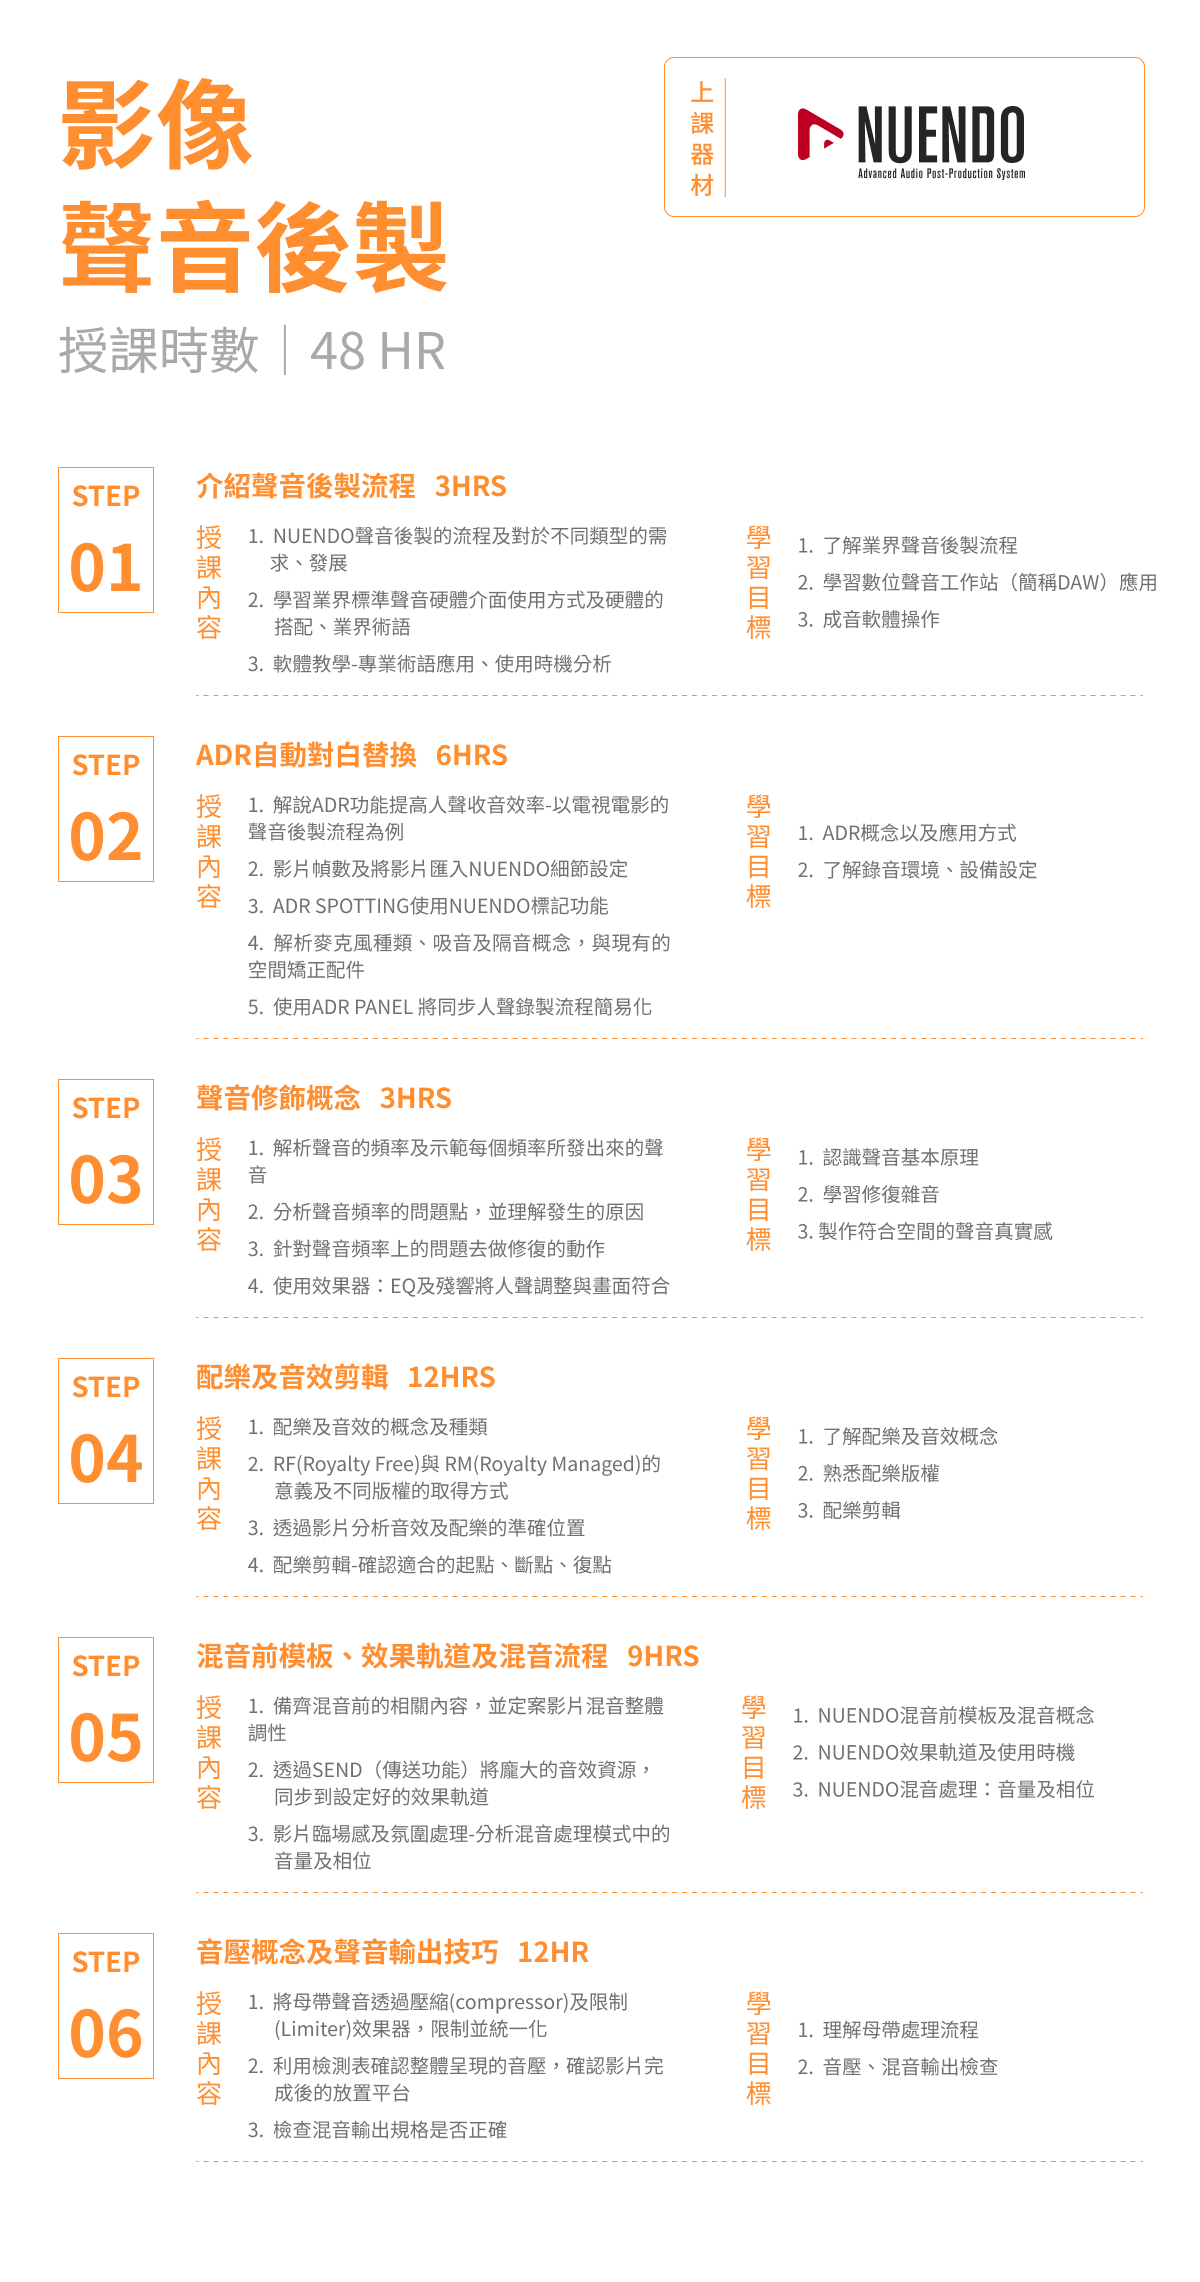 影像
聲音後製
授課時數｜48 HR
上課器材
NUENDO
Advanced Audio Post-Production System
STEP
01
介紹聲音後製流程 3HRS
授課內容
1. NUENDO聲音後製的流程及對於不同類型的需
求、發展
2. 學習業界標準聲音硬體介面使用方式及硬體的
搭配、業界術語
3. 軟體教學-專業術語應用、使用時機分析
學習目標
1. 了解業界聲音後製流程
2. 學習數位聲音工作站（簡稱DAW）應用
3. 成音軟體操作
STEP
02
ADR自動對白替換 6HRS
授課內容
1. 解說ADR功能提高人聲收音效率-以電視電影的
聲音後製流程為例
2. 影片幀數及將影片匯入NUENDO細節設定
3. ADR SPOTTING使用NUENDO標記功能
4. 解析麥克風種類、吸音及隔音概念，與現有的
空間矯正配件
5. 使用ADR PANEL 將同步人聲錄製流程簡易化
學習目標
1. ADR概念以及應用方式
2. 了解錄音環境、設備設定
STEP
03
聲音修飾概念 3HRS
授課內容
1. 解析聲音的頻率及示範每個頻率所發出來的聲
音
2. 分析聲音頻率的問題點，並理解發生的原因
3. 針對聲音頻率上的問題去做修復的動作
4. 使用效果器：EQ及殘響將人聲調整與畫面符合
學習目標
1. 認識聲音基本原理
2. 學習修復雜音
3. 製作符合空間的聲音真實感
STEP
04
配樂及音效剪輯 12HRS
授課內容
1. 配樂及音效的概念及種類
2. RF(Royalty Free)與 RM(Royalty Managed)的
意義及不同版權的取得方式
3. 透過影片分析音效及配樂的準確位置
4. 配樂剪輯-確認適合的起點、斷點、復點
學習目標
1. 了解配樂及音效概念
2. 熟悉配樂版權
3. 配樂剪輯
STEP
05
混音前模板、效果軌道及混音流程 9HRS
授課內容
1. 備齊混音前的相關內容，並定案影片混音整體
調性
2. 透過SEND（傳送功能）將龐大的音效資源，
同步到設定好的效果軌道
3. 影片臨場感及氛圍處理-分析混音處理模式中的
音量及相位
學習目標
1. NUENDO混音前模板及混音概念
2. NUENDO效果軌道及使用時機
3. NUENDO混音處理：音量及相位
STEP
06
音壓概念及聲音輸出技巧 12HR
授課內容
1. 將母帶聲音透過壓縮(compressor)及限制
(Limiter)效果器，限制並統一化
2. 利用檢測表確認整體呈現的音壓，確認影片完
成後的放置平台
3. 檢查混音輸出規格是否正確
學習目標
1. 理解母帶處理流程
2. 音壓、混音輸出檢查